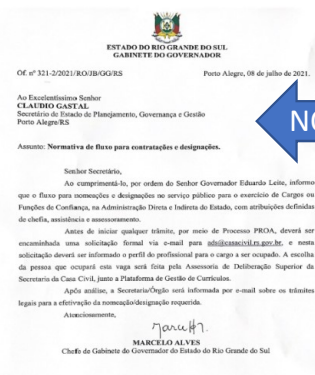 ESTADO DO RIO GRANDE DO SUL
GABINETE DO GOVERNADOR
Of. nº 321-2/2021/RO/JB/GG/RS Porto Alegre, 08 de julho de 2021.
Ao Excelentíssimo Senhor
CLAUDIO GASTAL
Secretário de Estado de Planejamento, Governança e Gestão
Porto Alegre/RS
NO
Assunto: Normativa de fluxo para contratações e designações.
Senhor Secretário,
Ao cumprimentá-lo, por ordem do Senhor Governador Eduardo Leite, informo
que o fluxo para nomeações e designações no serviço público para o exercício de Cargos ou
Funções de Confiança, na Administração Direta e Indireta do Estado, com atribuições definidas
de chefia, assistência e assessoramento.
Antes de iniciar qualquer trâmite, por meio de Processo PROA, deverá ser
encaminhada uma solicitação formal via e-mail para ads@casacivil.rs.gov.br, e nesta
solicitação deverá ser informado o perfil do profissional para o cargo a ser ocupado. A escolha
da pessoa que ocupará esta vaga será feita pela Assessoria de Deliberação Superior da
Secretaria da Casa Civil, junto a Plataforma de Gestão de Currículos.
Após análise, a Secretaria/Órgão será informada por e-mail sobre os trâmites
legais para a efetivação da nomeação/designação requerida.
Atenciosamente,
MARCELO ALVES
Chefe de Gabinete do Governador do Estado do Rio Grande do Sul